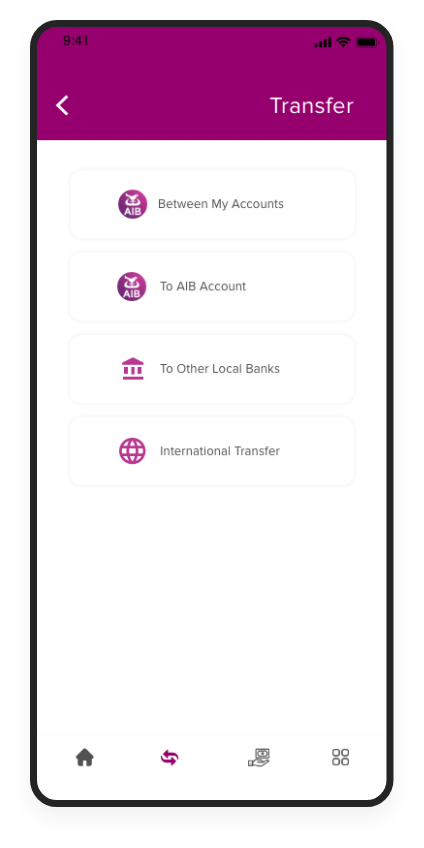 9:41
Transfer
AIB
Between My Accounts
AIB
To AIB Account
To Other Local Banks
International Transfer